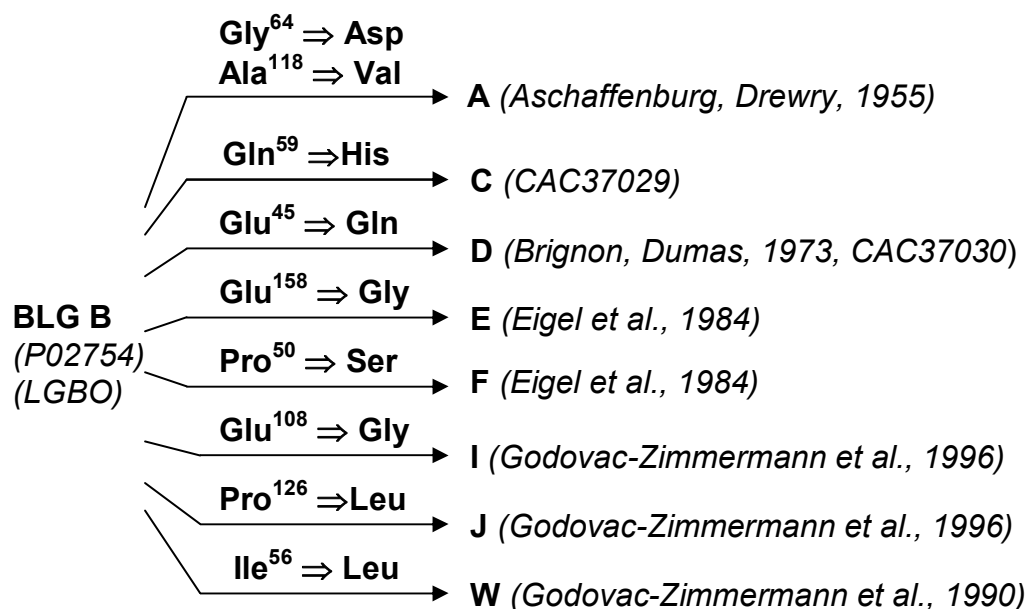 Gly⁶⁴ ⇒ Asp
Ala¹¹⁸ ⇒ Val
A (Aschaffenburg, Drewry, 1955)
Gln⁵⁹ ⇒His
C (CAC37029)
Glu⁴⁵ ⇒ Gln
D (Brignon, Dumas, 1973, CAC37030)
Glu¹⁵⁸ ⇒ Gly
E (Eigel et al., 1984)
BLG B
(P02754)
(LGBO)
Pro⁵⁰ ⇒ Ser
F (Eigel et al., 1984)
Glu¹⁰⁸ ⇒ Gly
I (Godovac-Zimmermann et al., 1996)
Pro¹²⁶ ⇒Leu
J (Godovac-Zimmermann et al., 1996)
Ile⁵⁶ ⇒ Leu
W (Godovac-Zimmermann et al., 1990)